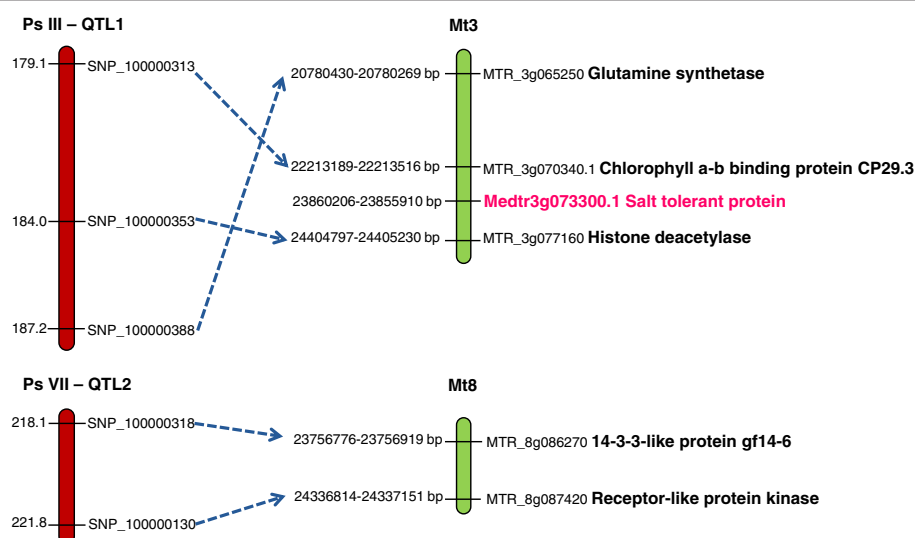 Ps III – QTL1
Mt3
179.1 SNP_100000313
20780430-20780269 bp MTR_3g065250 Glutamine synthetase
22213189-22213516 bp MTR_3g070340.1 Chlorophyll a-b binding protein CP29.3
23860206-23855910 bp Medtr3g073300.1 Salt tolerant protein
184.0 SNP_100000353
24404797-24405230 bp MTR_3g077160 Histone deacetylase
187.2 SNP_100000388
Ps VII – QTL2
Mt8
218.1 SNP_100000318
23756776-23756919 bp MTR_8g086270 14-3-3-like protein gf14-6
24336814-24337151 bp MTR_8g087420 Receptor-like protein kinase
221.8 SNP_100000130